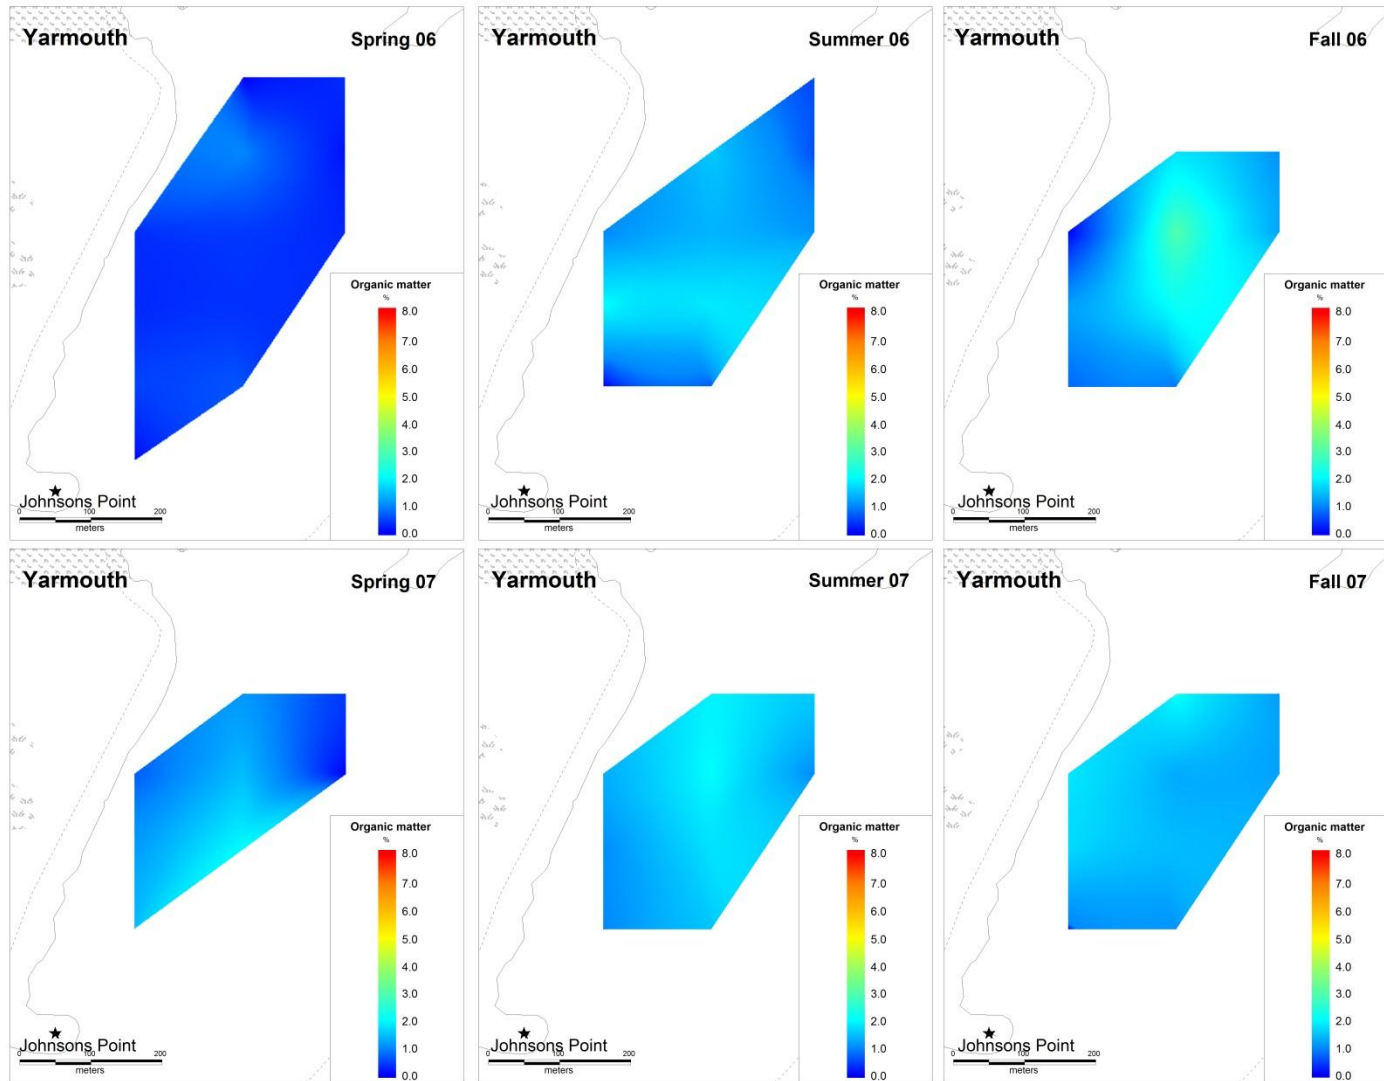 Yarmouth Spring 06
Organic matter
%
8.0
7.0
6.0
5.0
4.0
3.0
2.0
1.0
0.0
Johnsons Point
0 100 200
meters
Yarmouth Summer 06
Organic matter
%
8.0
7.0
6.0
5.0
4.0
3.0
2.0
1.0
0.0
Johnsons Point
0 100 200
meters
Yarmouth Fall 06
Organic matter
%
8.0
7.0
6.0
5.0
4.0
3.0
2.0
1.0
0.0
Johnsons Point
0 100 200
meters
Yarmouth Spring 07
Organic matter
%
8.0
7.0
6.0
5.0
4.0
3.0
2.0
1.0
0.0
Johnsons Point
0 100 200
meters
Yarmouth Summer 07
Organic matter
%
8.0
7.0
6.0
5.0
4.0
3.0
2.0
1.0
0.0
Johnsons Point
0 100 200
meters
Yarmouth Fall 07
Organic matter
%
8.0
7.0
6.0
5.0
4.0
3.0
2.0
1.0
0.0
Johnsons Point
0 100 200
meters